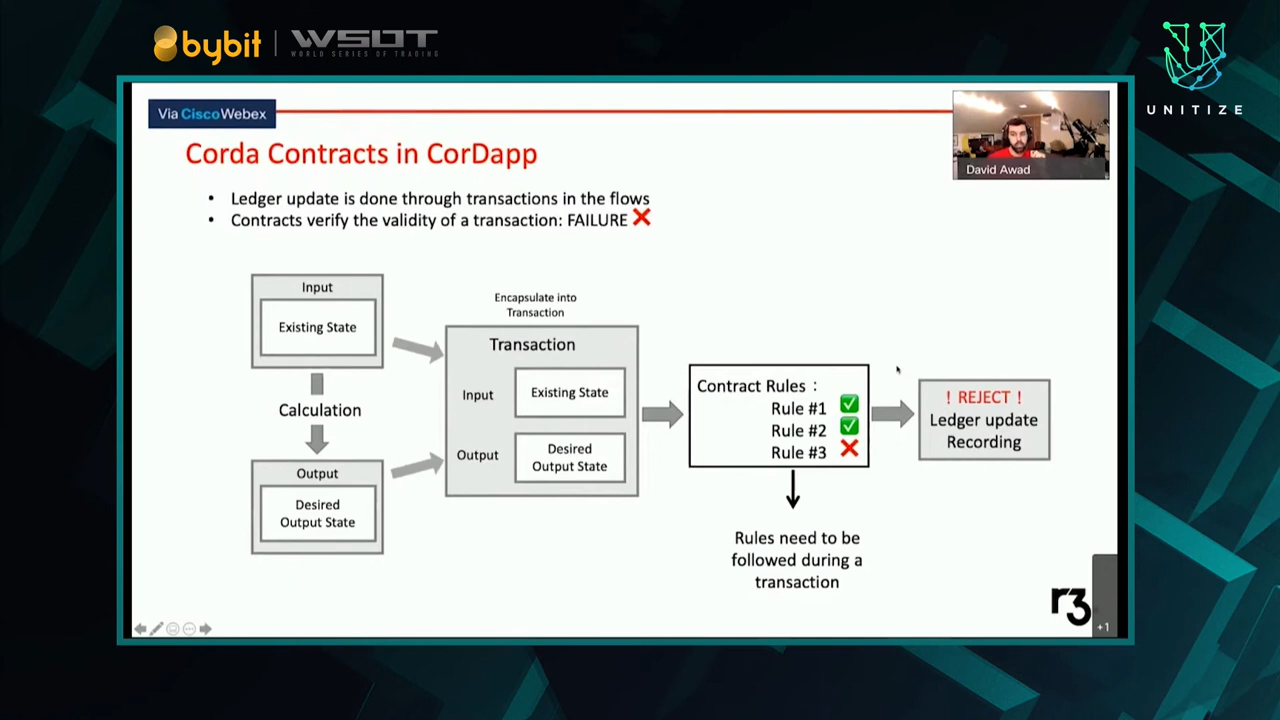 bybit
WSOT
WORLD SERIES OF TRADING
UNITIZE
Via CiscoWebex
David Awad
Corda Contracts in CorDapp
• Ledger update is done through transactions in the flows
• Contracts verify the validity of a transaction: FAILURE ❌
Input
Existing State
Calculation
Output
Desired
Output State
Encapsulate into
Transaction
Transaction
Input
Existing State
Output
Desired
Output State
Contract Rules :
Rule #1 ✅
Rule #2 ✅
Rule #3 ❌
Rules need to be
followed during a
transaction
! REJECT !
Ledger update
Recording
r3
+1